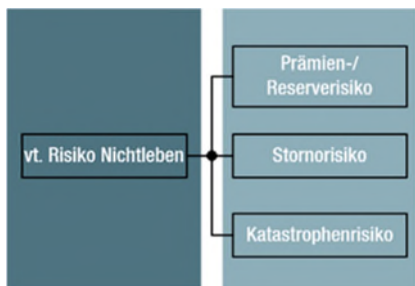 vt. Risiko Nichtleben
Prämien-/
Reserverisiko
Stornorisiko
Katastrophenrisiko